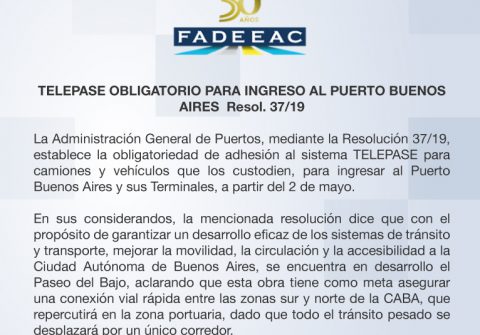 50
AÑOS
FADEEAC
TELEPASE OBLIGATORIO PARA INGRESO AL PUERTO BUENOS
AIRES Resol. 37/19
La Administración General de Puertos, mediante la Resolución 37/19,
establece la obligatoriedad de adhesión al sistema TELEPASE para
camiones y vehículos que los custodien, para ingresar al Puerto
Buenos Aires y sus Terminales, a partir del 2 de mayo.
En sus considerandos, la mencionada resolución dice que con el
propósito de garantizar un desarrollo eficaz de los sistemas de tránsito
y transporte, mejorar la movilidad, la circulación y la accesibilidad a la
Ciudad Autónoma de Buenos Aires, se encuentra en desarrollo el
Paseo del Bajo, aclarando que esta obra tiene como meta asegurar
una conexión vial rápida entre las zonas sur y norte de la CABA, que
repercutirá en la zona portuaria, dado que todo el tránsito pesado se
desplazará por un único corredor.